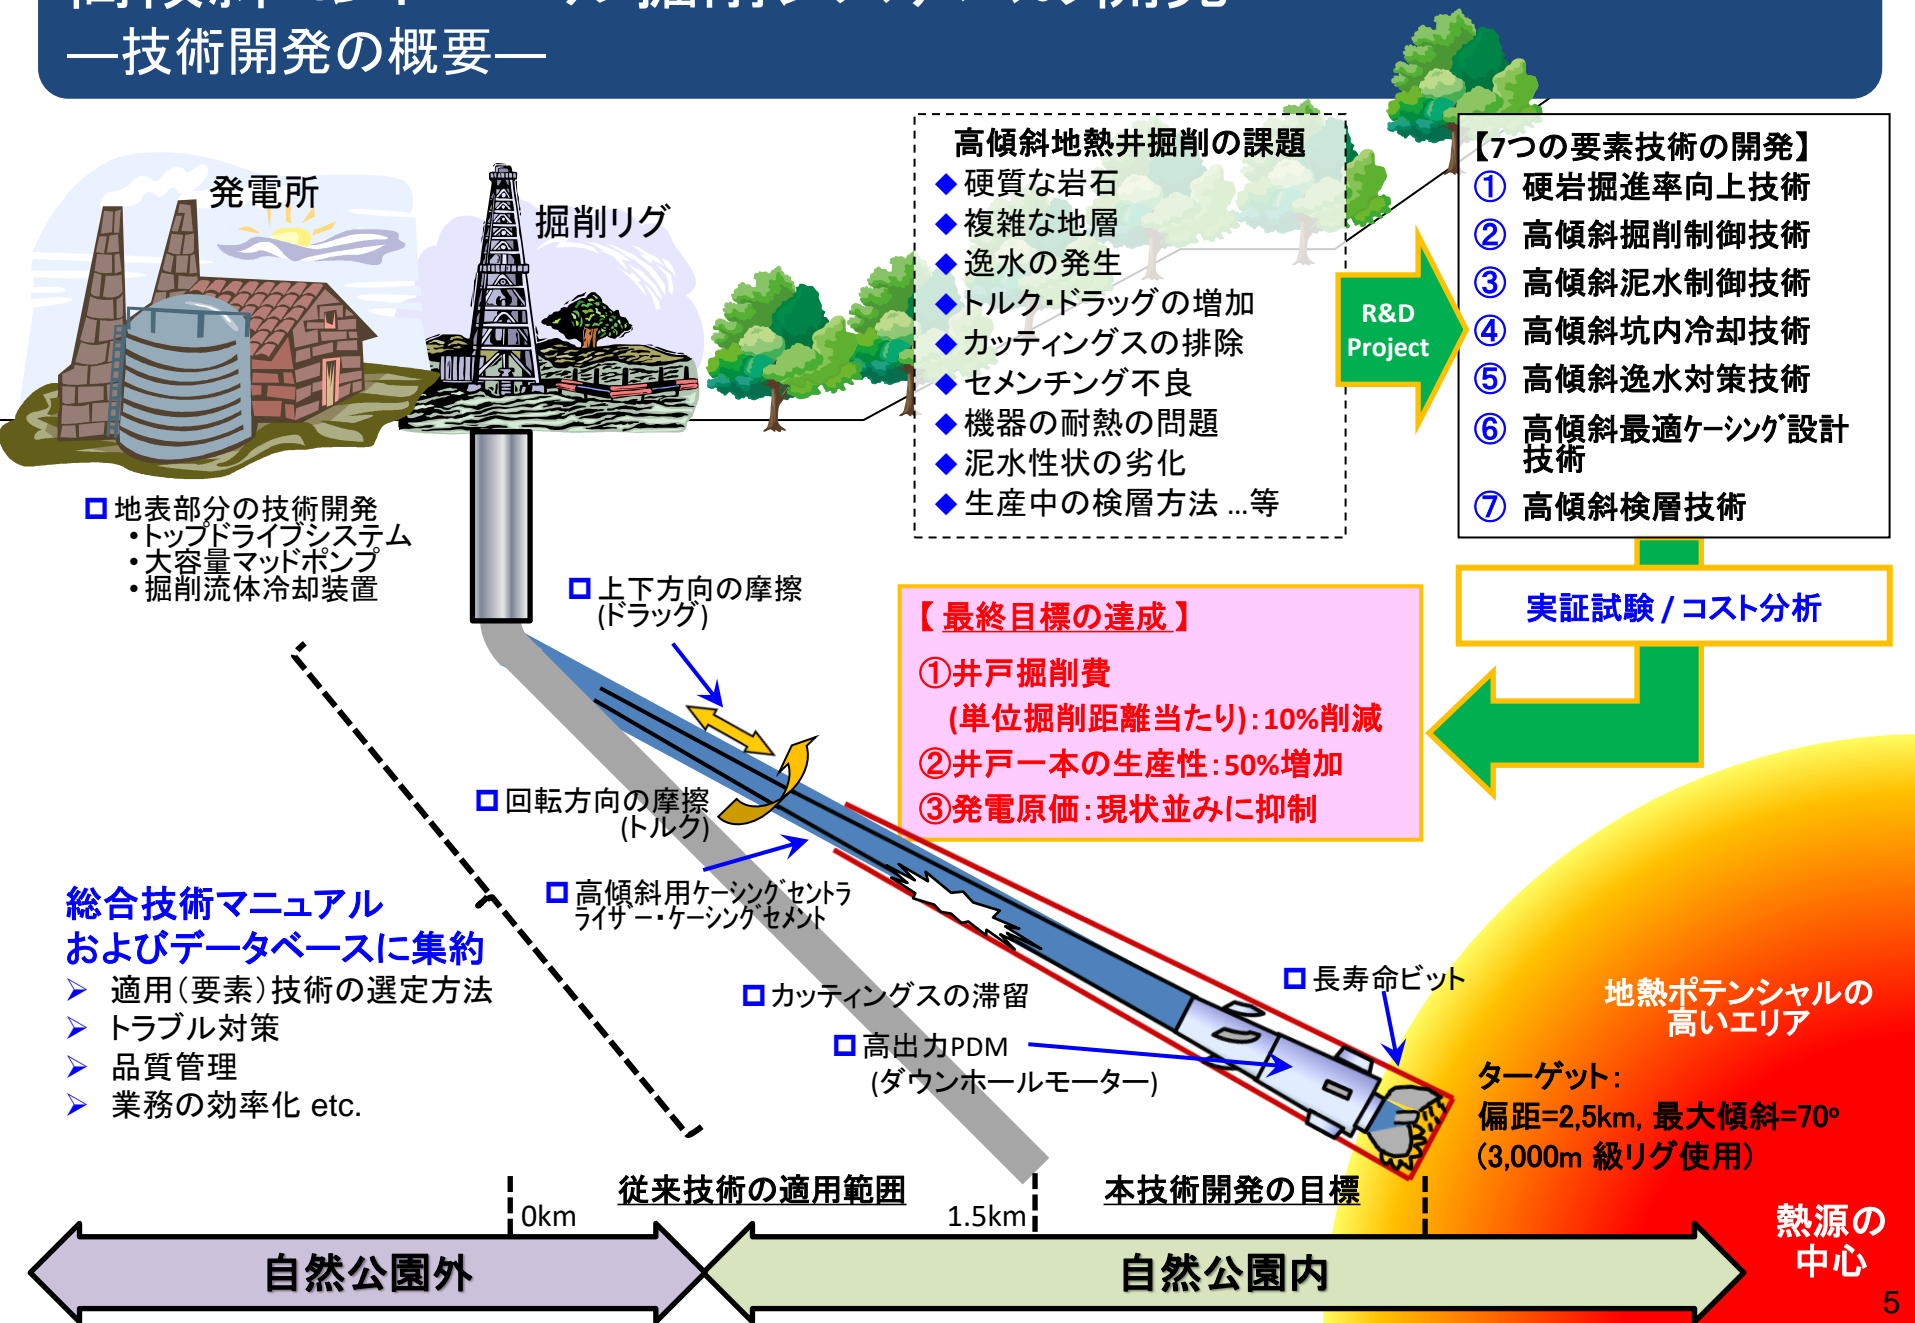 ―技術開発の概要―
発電所
掘削リグ
高傾斜地熱井掘削の課題
◆硬質な岩石
◆複雑な地層
◆逸水の発生
◆トルク・ドラッグの増加
◆カッティングスの排除
◆セメンチング不良
◆機器の耐熱の問題
◆泥水性状の劣化
◆生産中の検層方法 …等
R&D
Project
【7つの要素技術の開発】
① 硬岩掘進率向上技術
② 高傾斜掘削制御技術
③ 高傾斜泥水制御技術
④ 高傾斜坑内冷却技術
⑤ 高傾斜逸水対策技術
⑥ 高傾斜最適ｹｰｼﾝｸﾞ設計
技術
⑦ 高傾斜検層技術
実証試験 / コスト分析
地表部分の技術開発
・トップドライブシステム
・大容量マッドポンプ
・掘削流体冷却装置
上下方向の摩擦
(ドラッグ)
【 最終目標の達成 】
①井戸掘削費
(単位掘削距離当たり)：10%削減
②井戸一本の生産性：50%増加
③発電原価：現状並みに抑制
回転方向の摩擦
(トルク)
高傾斜用ｹｰｼﾝｸﾞｾﾝﾄﾗ
ﾗｲｻﾞｰ・ｹｰｼﾝｸﾞｾﾒﾝﾄ
総合技術マニュアル
およびデータベースに集約
➢ 適用（要素）技術の選定方法
➢ トラブル対策
➢ 品質管理
➢ 業務の効率化 etc.
カッティングスの滞留
高出力PDM
(ダウンホールモーター)
長寿命ビット
地熱ポテンシャルの
高いエリア
ターゲット：
偏距=2,5km, 最大傾斜=70º
(3,000m 級リグ使用)
従来技術の適用範囲
本技術開発の目標
0km
1.5km
熱源の
中心
自然公園外
自然公園内
5